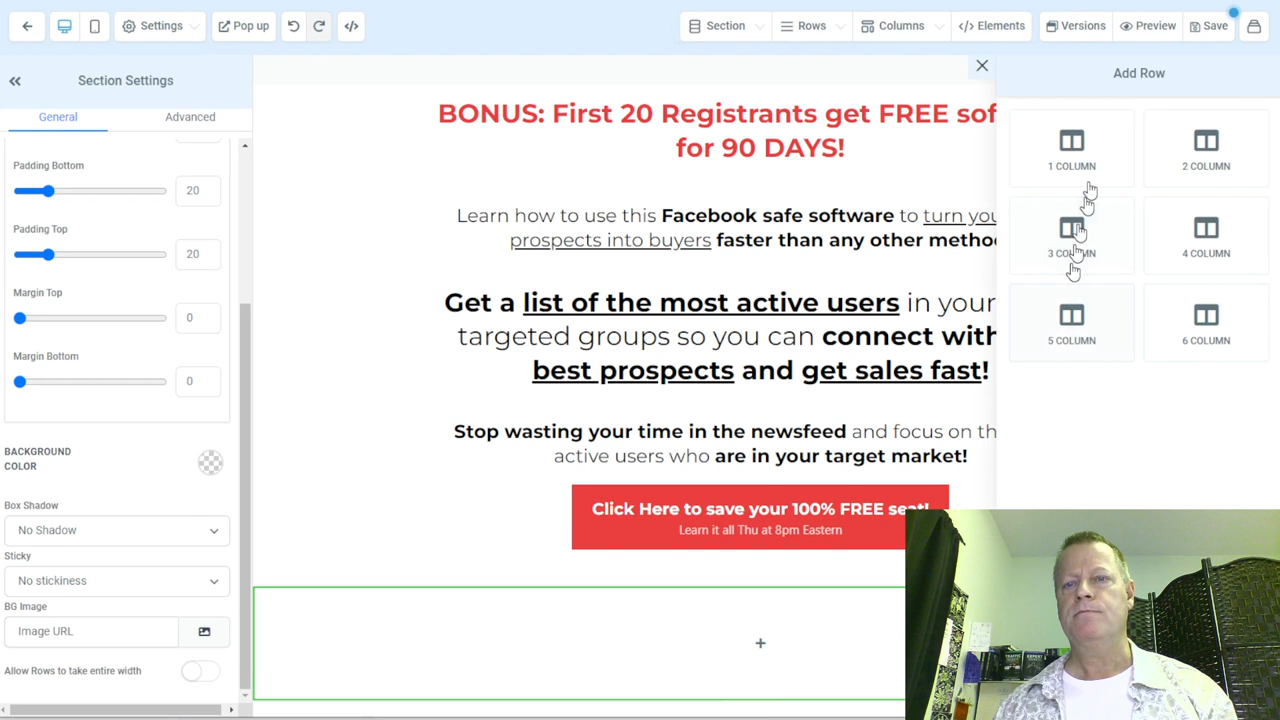 Settings
Pop up
Section
Rows
Columns
Elements
Versions
Preview
Save
Section Settings
General
Advanced
Padding Bottom
20
Padding Top
20
Margin Top
0
Margin Bottom
0
BACKGROUND
COLOR
Box Shadow
No Shadow
Sticky
No stickiness
BG Image
Image URL
Allow Rows to take entire width
BONUS: First 20 Registrants get FREE
for 90 DAYS!
Learn how to use this Facebook safe software to turn
prospects into buyers faster than any other
Get a list of the most active users in your
targeted groups so you can connect with
best prospects and get sales fast!
Stop wasting your time in the newsfeed and focus on
active users who are in your target market!
Click Here to save your 100% FREE seat!
Learn it all Thu at 8pm Eastern
+
Add Row
1 COLUMN
2 COLUMN
3 COLUMN
4 COLUMN
5 COLUMN
6 COLUMN